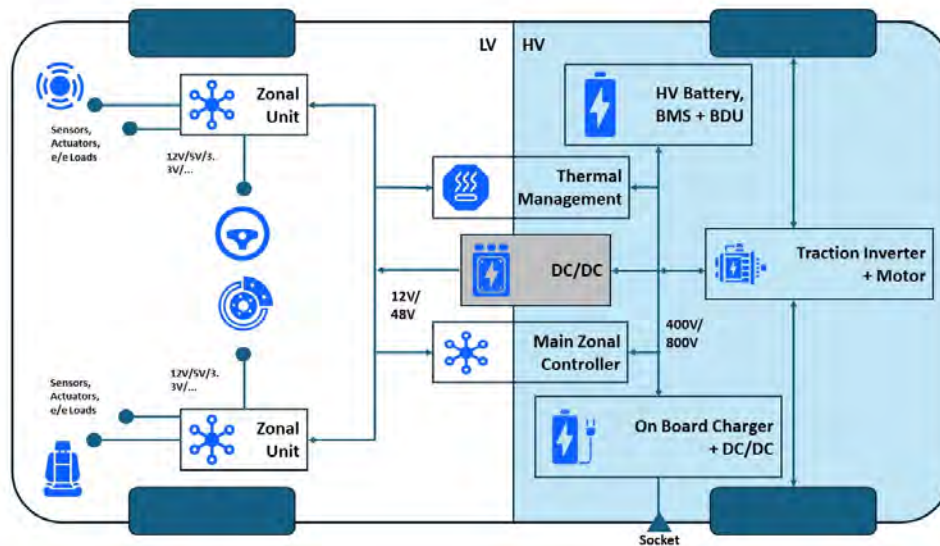 LV
HV
Zonal
Unit
Sensors,
Actuators,
e/e Loads
12V/5V/3.
3V/...
HV Battery,
BMS + BDU
Thermal
Management
DC/DC
Traction Inverter
+ Motor
12V/
48V
400V/
800V
Main Zonal
Controller
12V/5V/3.
3V/...
Sensors,
Actuators,
e/e Loads
Zonal
Unit
On Board Charger
+ DC/DC
Socket